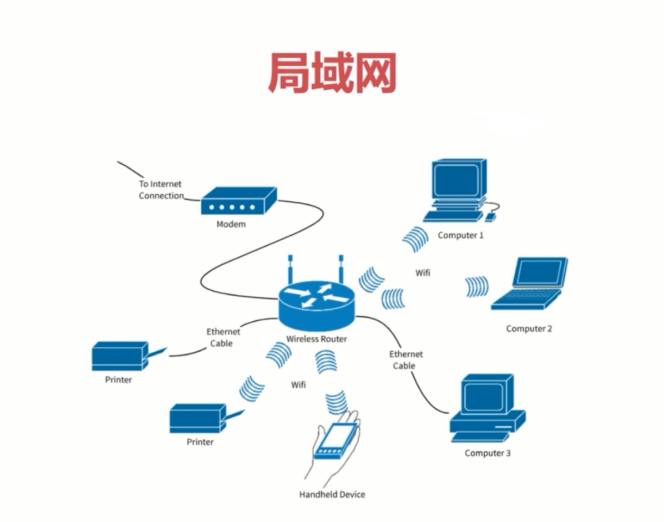 局域网
To Internet
Connection
Modem
Computer 1
Wifi
Computer 2
Ethernet
Cable
Wireless Router
Ethernet
Cable
Printer
Wifi
Printer
Computer 3
Handheld Device